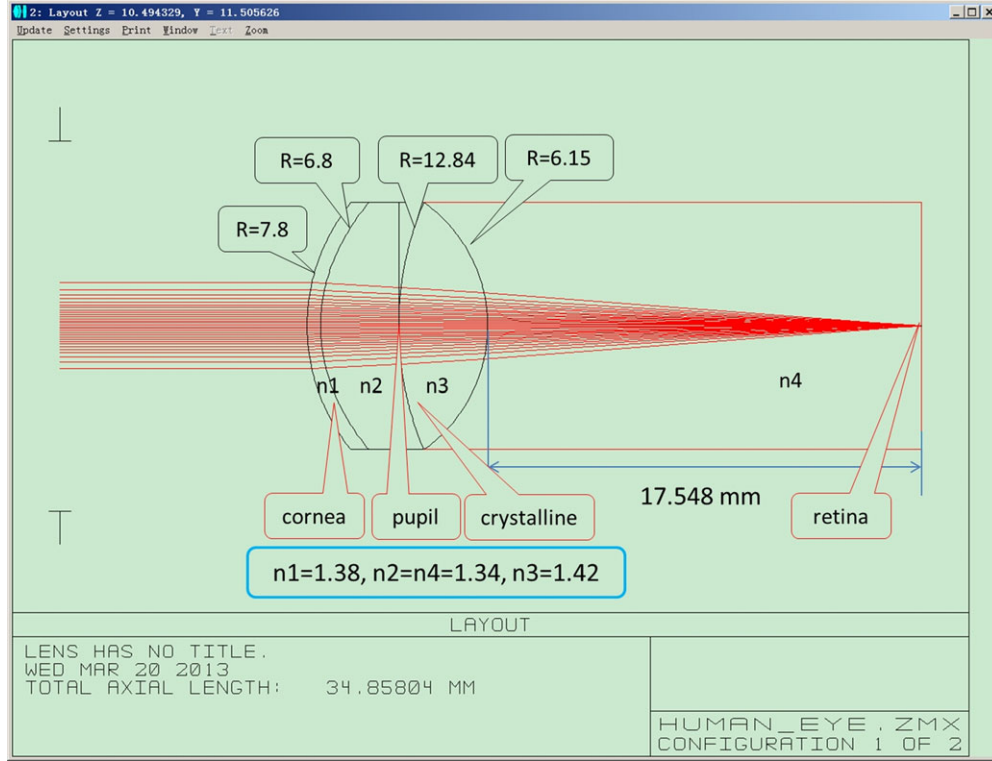 2: Layout Z = 10.494329, Y = 11.505626
Update Settings Print Window Text Zoom
R=6.8
R=12.84
R=6.15
R=7.8
n1
n2
n3
n4
17.548 mm
cornea
pupil
crystalline
retina
n1=1.38, n2=n4=1.34, n3=1.42
LAYOUT
LENS HAS NO TITLE.
WED MAR 20 2013
TOTAL AXIAL LENGTH: 34.85804 MM
HUMAN_EYE.ZMX
CONFIGURATION 1 OF 2